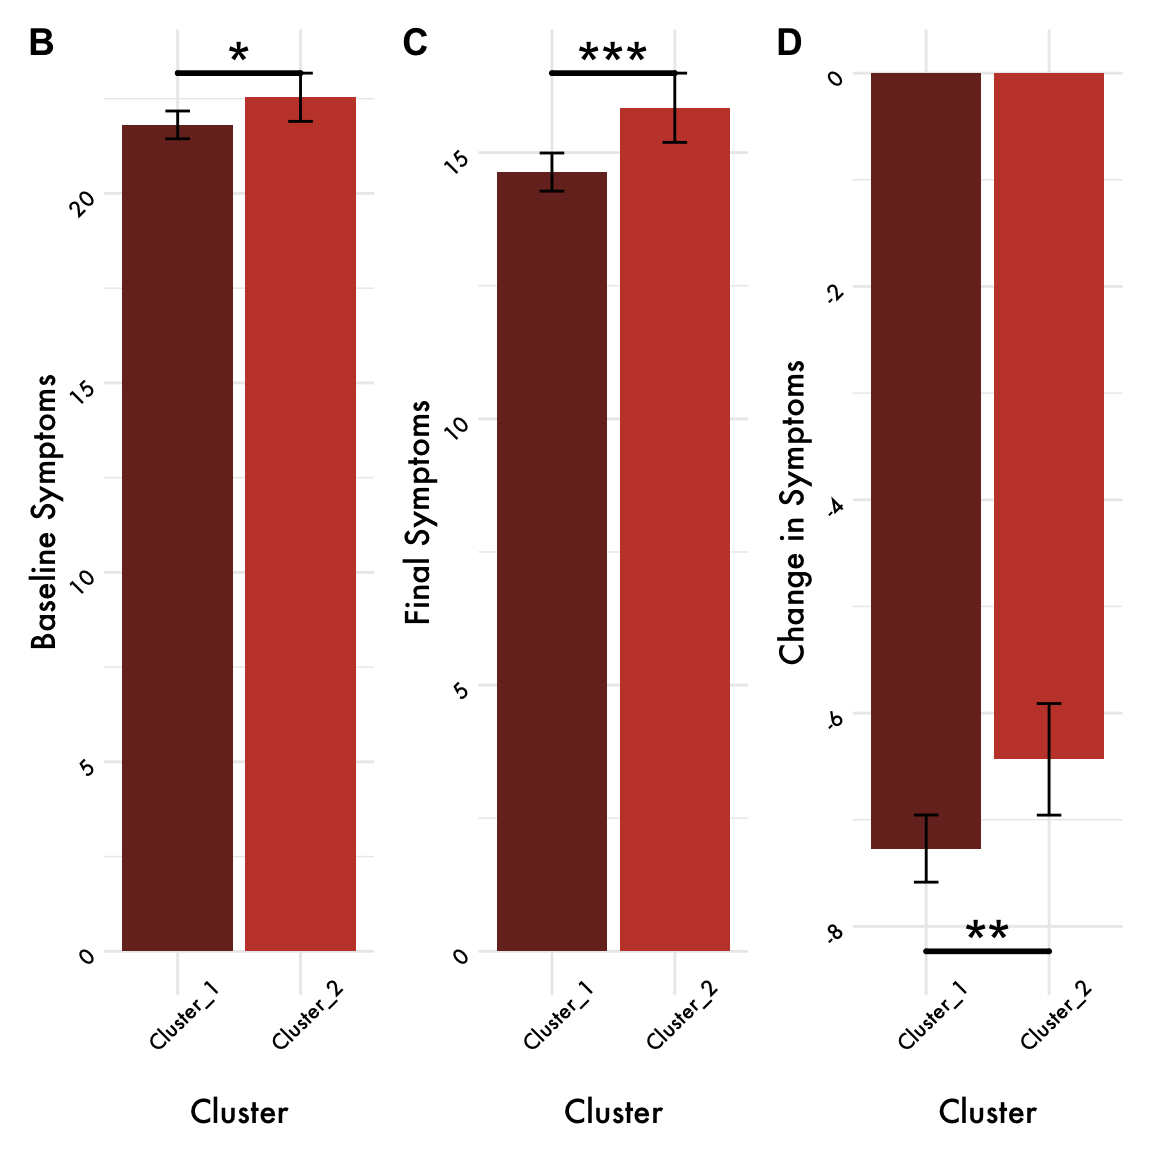 B
*
Baseline Symptoms
20
15
10
5
0
Cluster_1
Cluster_2
Cluster
C
***
Final Symptoms
15
10
5
0
Cluster_1
Cluster_2
Cluster
D
Change in Symptoms
0
-2
-4
-6
-8
**
Cluster_1
Cluster_2
Cluster